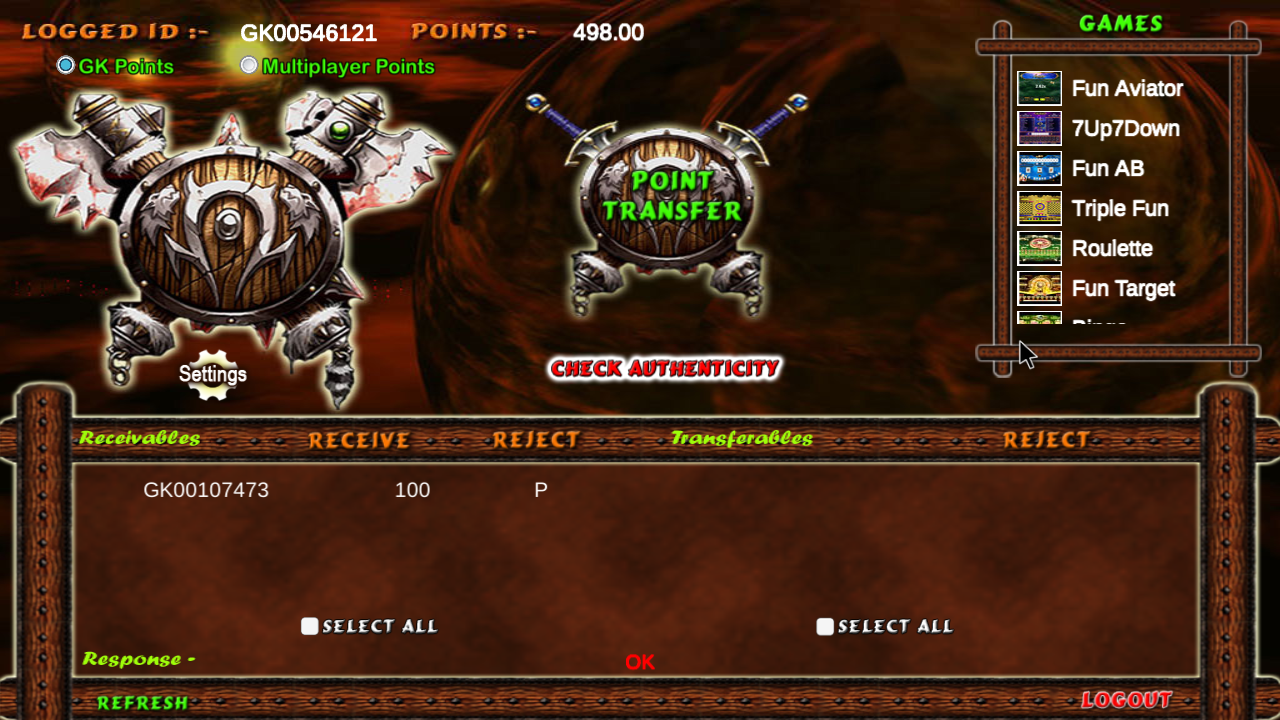 LOGGED ID :- GK00546121 POINTS :- 498.00
GK Points Multiplayer Points
GAMES
Fun Aviator
7Up7Down
Fun AB
Triple Fun
Roulette
Fun Target
POINT
TRANSFER
CHECK AUTHENTICITY
Settings
Receivables RECEIVE REJECT Transferables REJECT
GK00107473 100 P
SELECT ALL SELECT ALL
Response - OK
REFRESH LOGOUT